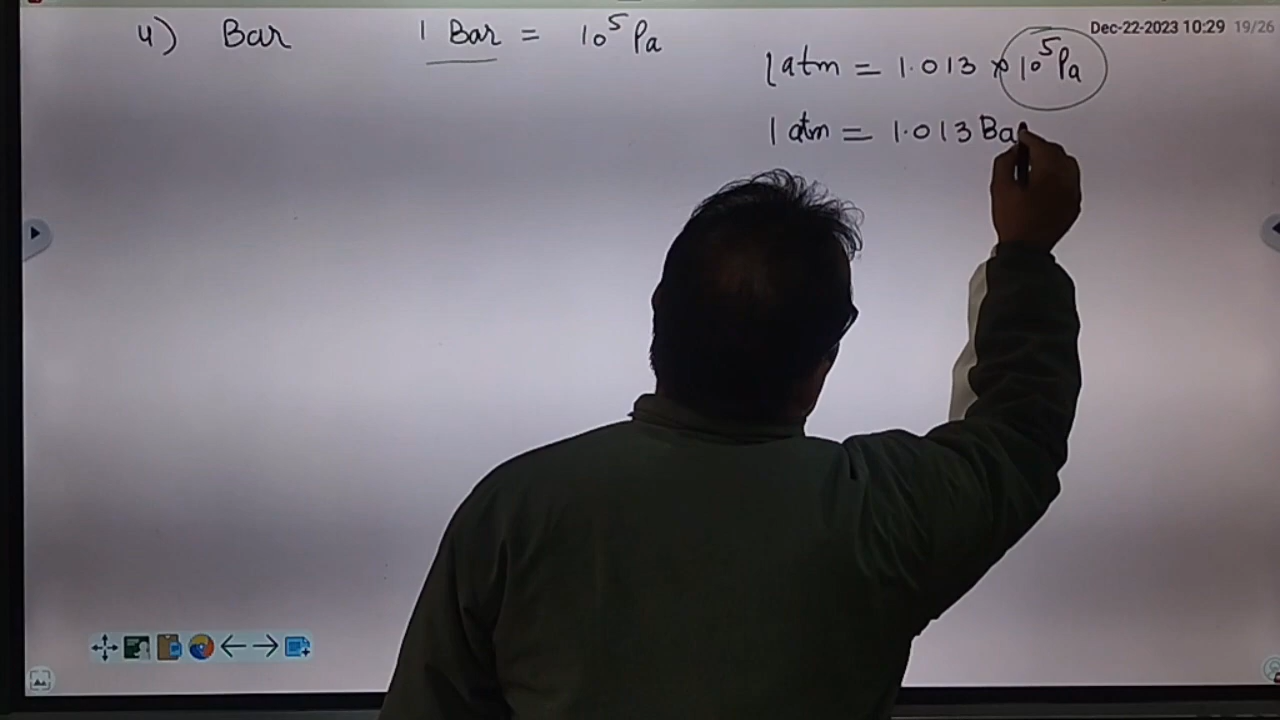 Dec-22-2023 10:29 19/26
4) Bar 1 Bar = 10⁵ Pa
1 atm = 1.013 × 10⁵ Pa
1 atm = 1.013 Bar